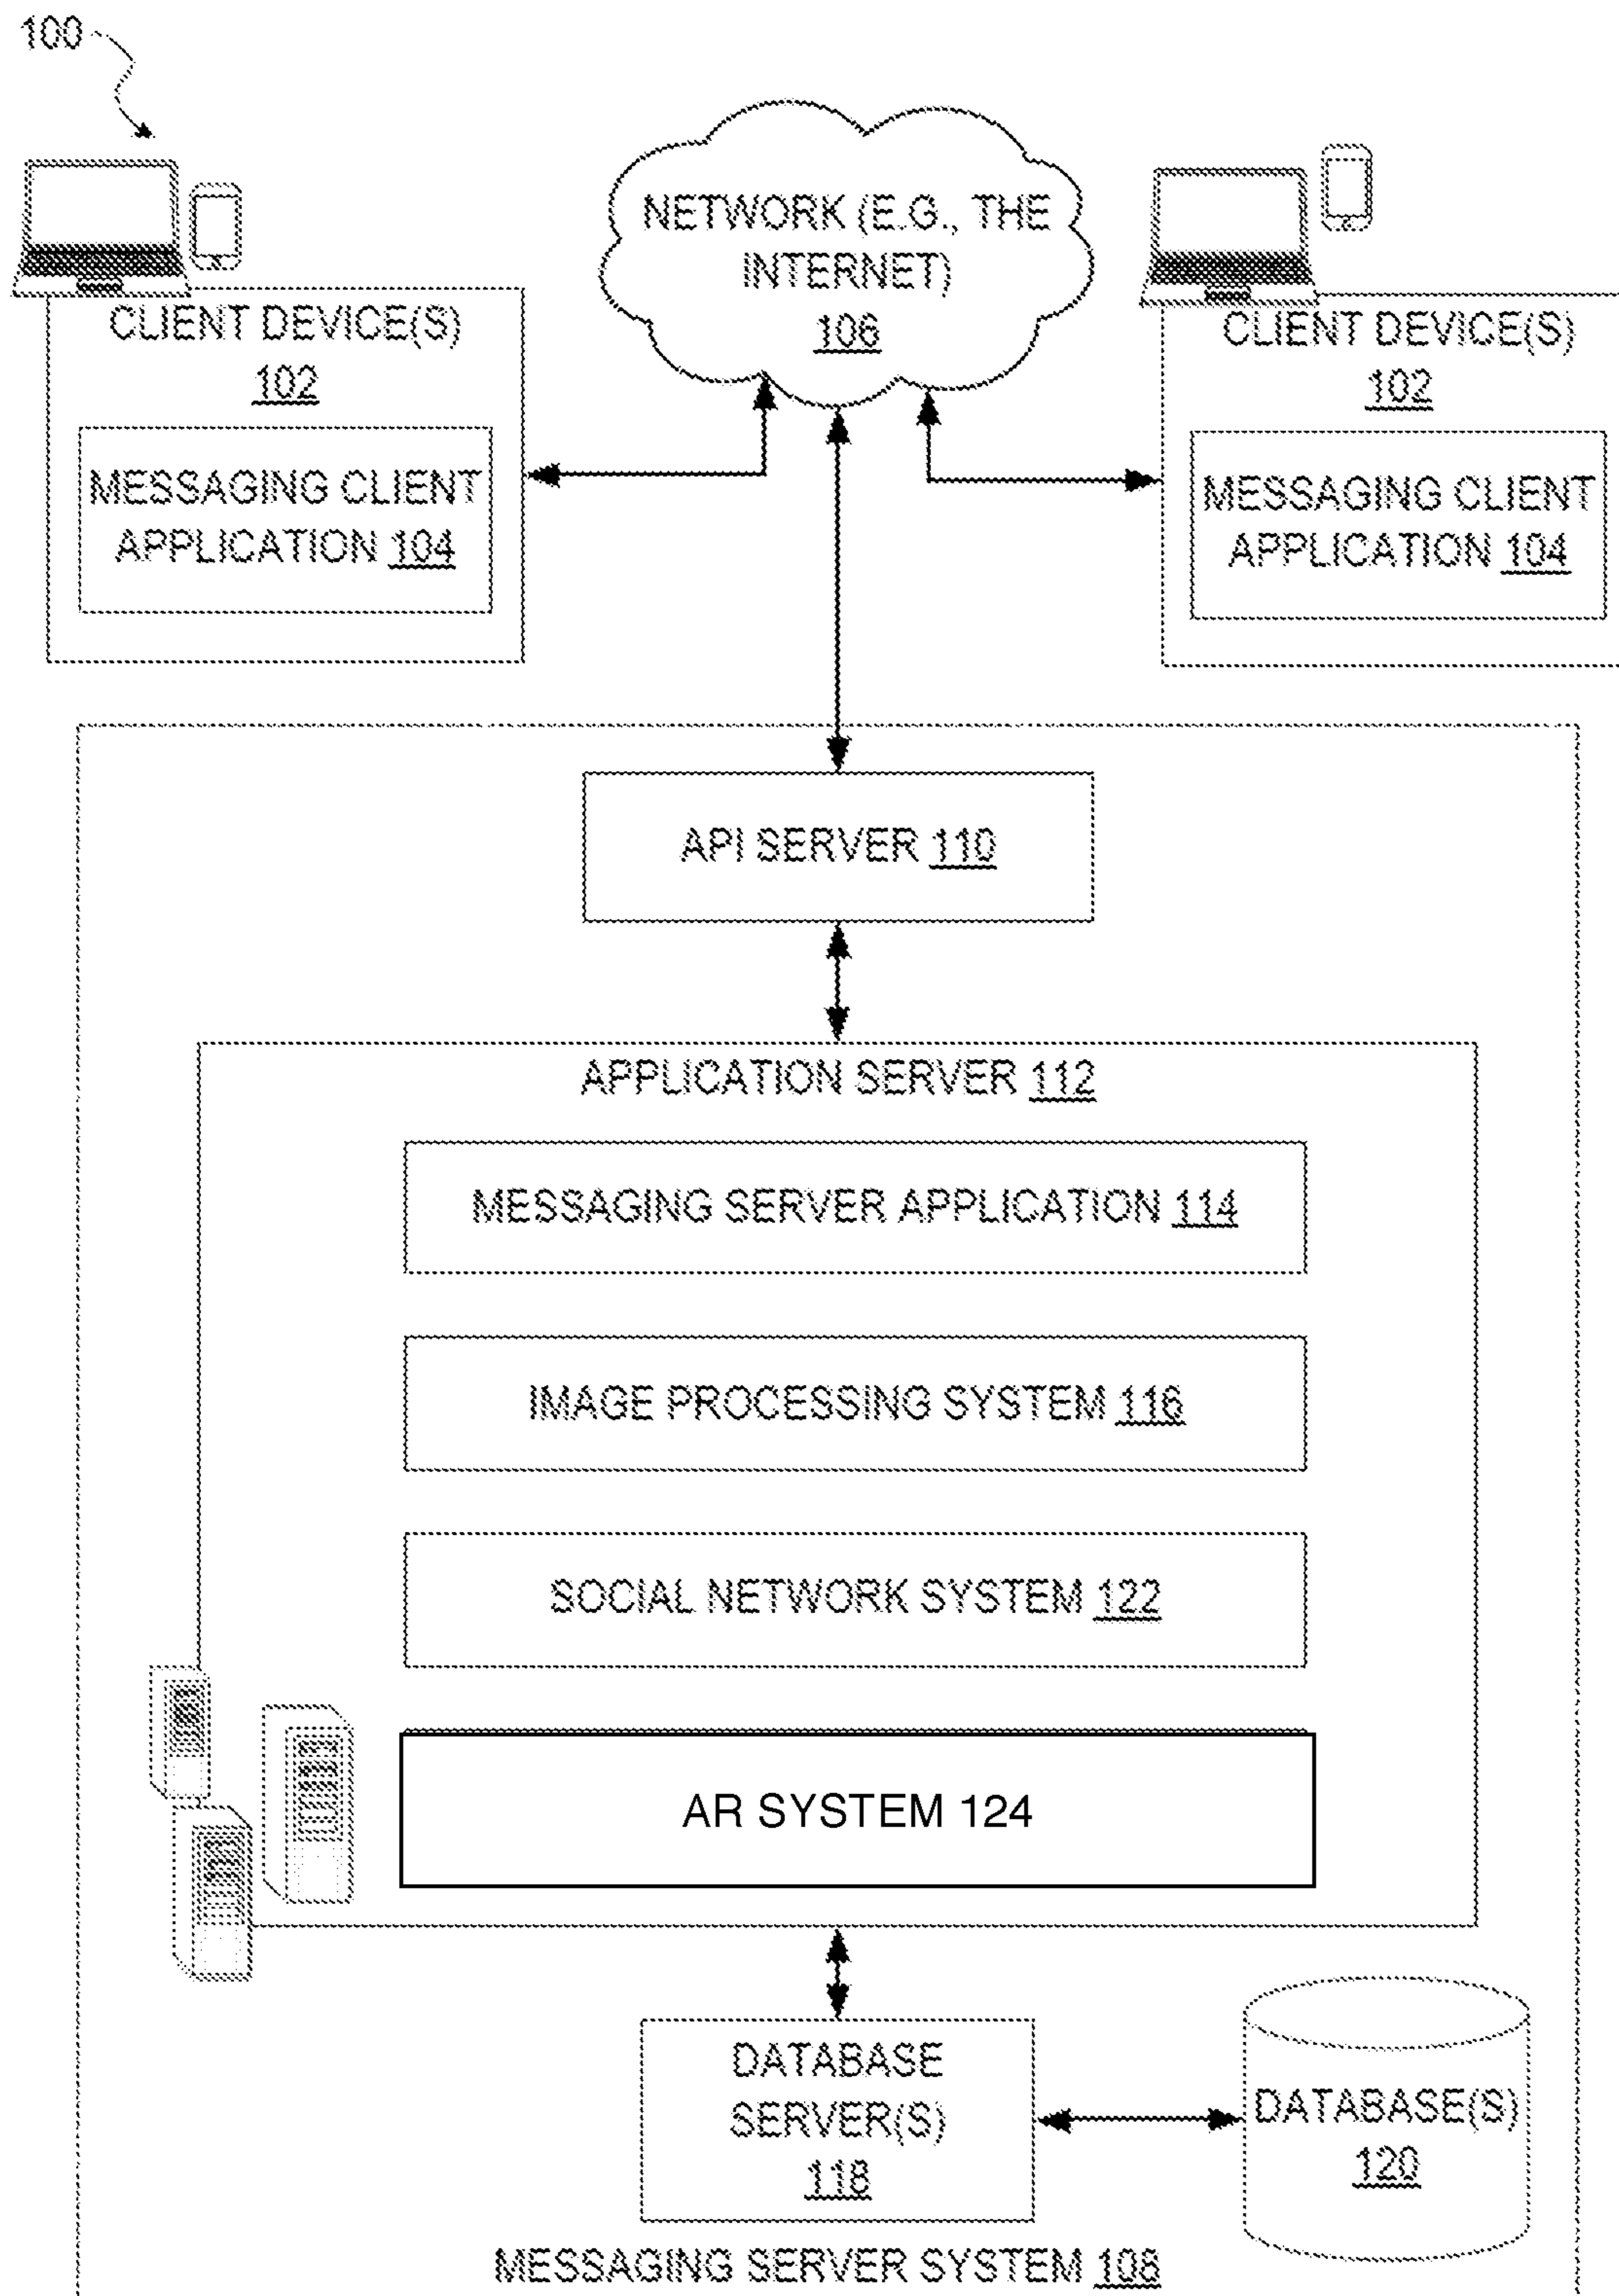 100
NETWORK (E.G., THE
INTERNET)
106
CLIENT DEVICE(S)
102
MESSAGING CLIENT
APPLICATION 104
CLIENT DEVICE(S)
102
MESSAGING CLIENT
APPLICATION 104
API SERVER 110
APPLICATION SERVER 112
MESSAGING SERVER APPLICATION 114
IMAGE PROCESSING SYSTEM 116
SOCIAL NETWORK SYSTEM 122
AR SYSTEM 124
DATABASE
SERVER(S)
118
DATABASE(S)
120
MESSAGING SERVER SYSTEM 108